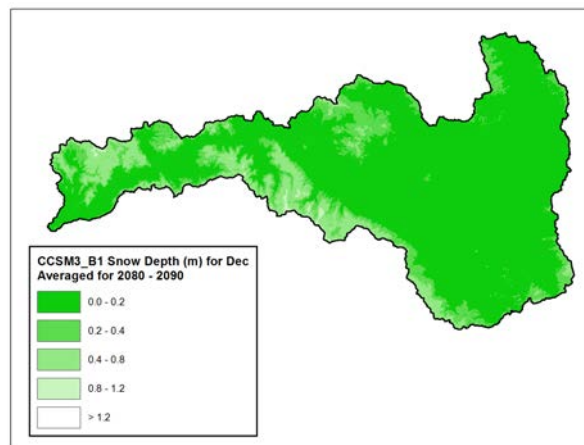 CCSM3_B1 Snow Depth (m) for Dec
Averaged for 2080 - 2090
0.0 - 0.2
0.2 - 0.4
0.4 - 0.8
0.8 - 1.2
> 1.2